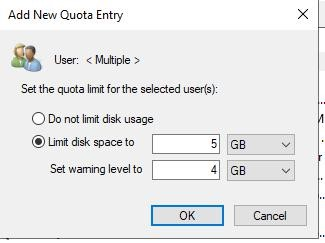 Add New Quota Entry
User: < Multiple >
Set the quota limit for the selected user(s):
Do not limit disk usage
Limit disk space to 5 GB
Set warning level to 4 GB
OK Cancel